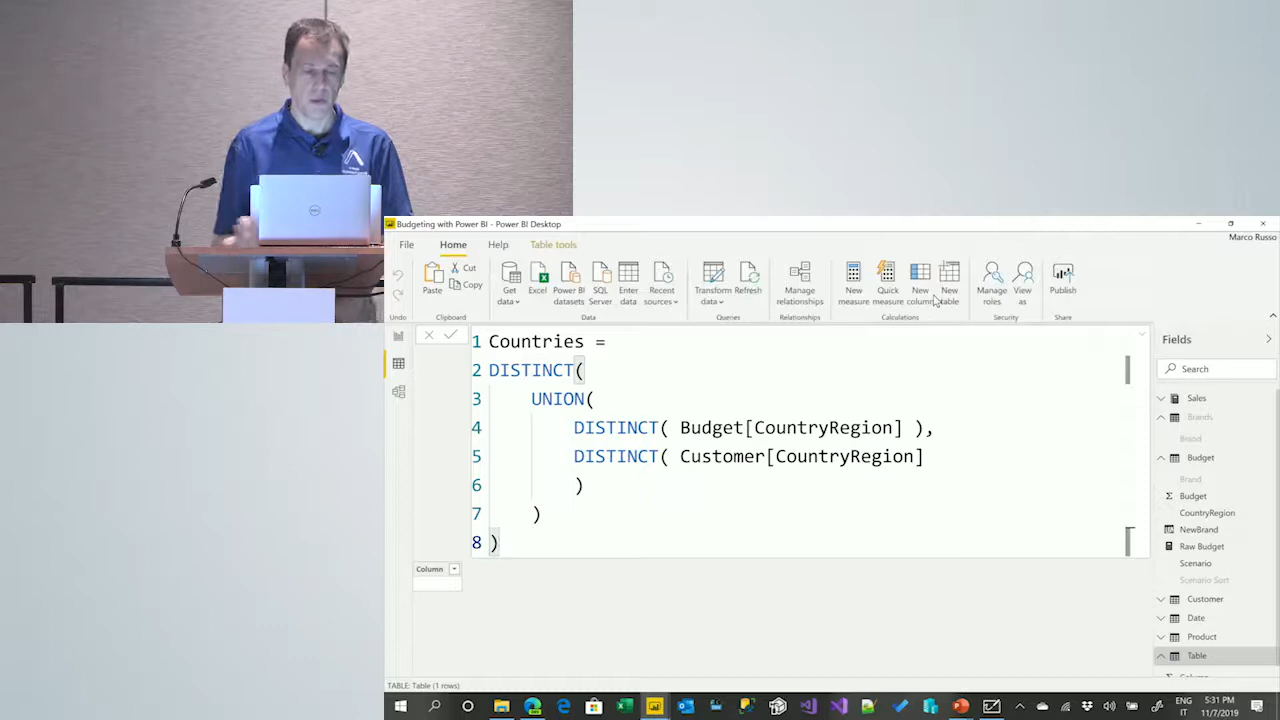 DELL
Budgeting with Power BI - Power BI Desktop
Marco Russo
File Home Help Table tools
Undo
Paste
Cut
Copy
Clipboard
Get data
Excel
Power BI datasets
SQL Server
Enter data
Recent sources
Data
Transform data
Refresh
Queries
Manage relationships
Relationships
New measure
Quick measure
New column
New table
Calculations
Manage roles
View as
Security
Publish
Share
1 Countries =
2 DISTINCT(
3 UNION(
4 DISTINCT( Budget[CountryRegion] ),
5 DISTINCT( Customer[CountryRegion]
6 )
7 )
8 )
Column
Fields
Search
Sales
Brands
Brand
Budget
Brand
Budget
CountryRegion
NewBrand
Raw Budget
Scenario
Scenario Sort
Customer
Date
Product
Table
TABLE: Table (1 rows)
ENG
IT
5:31 PM
11/7/2019